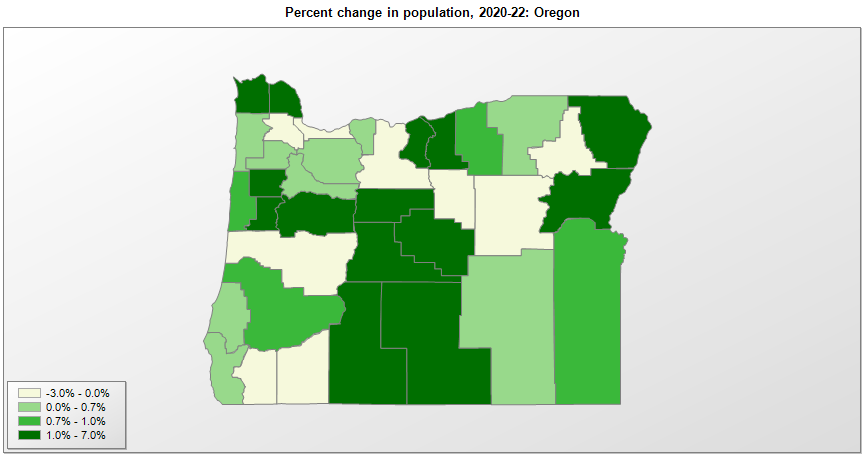 Percent change in population, 2020-22: Oregon
-3.0% - 0.0%
0.0% - 0.7%
0.7% - 1.0%
1.0% - 7.0%